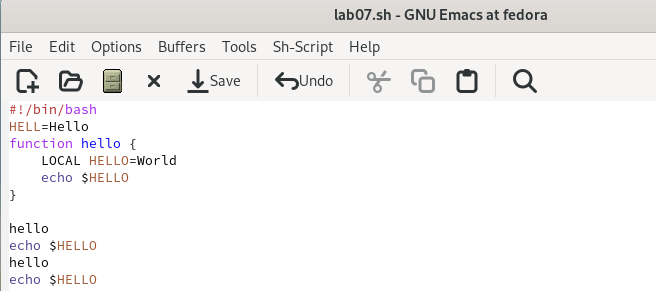 lab07.sh - GNU Emacs at fedora
File Edit Options Buffers Tools Sh-Script Help
Save Undo
#!/bin/bash
HELL=Hello
function hello {
    LOCAL HELLO=World
    echo $HELLO
}
hello
echo $HELLO
hello
echo $HELLO